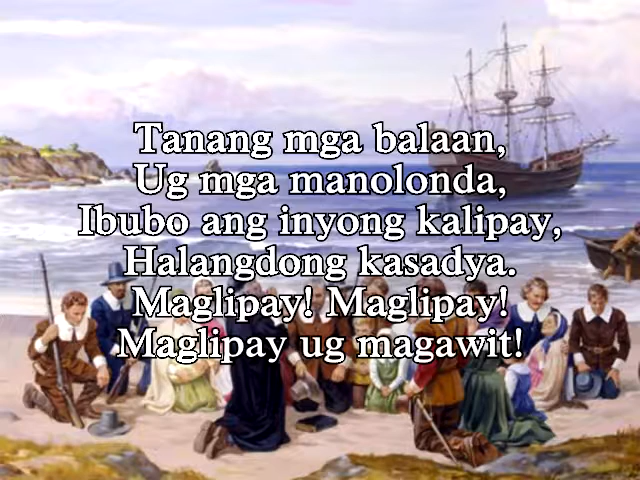 Tanang mga balaan,
Ug mga manolonda,
Ibubo ang inyong kalipay,
Halangdong kasadya.
Maglipay! Maglipay!
Maglipay ug magawit!